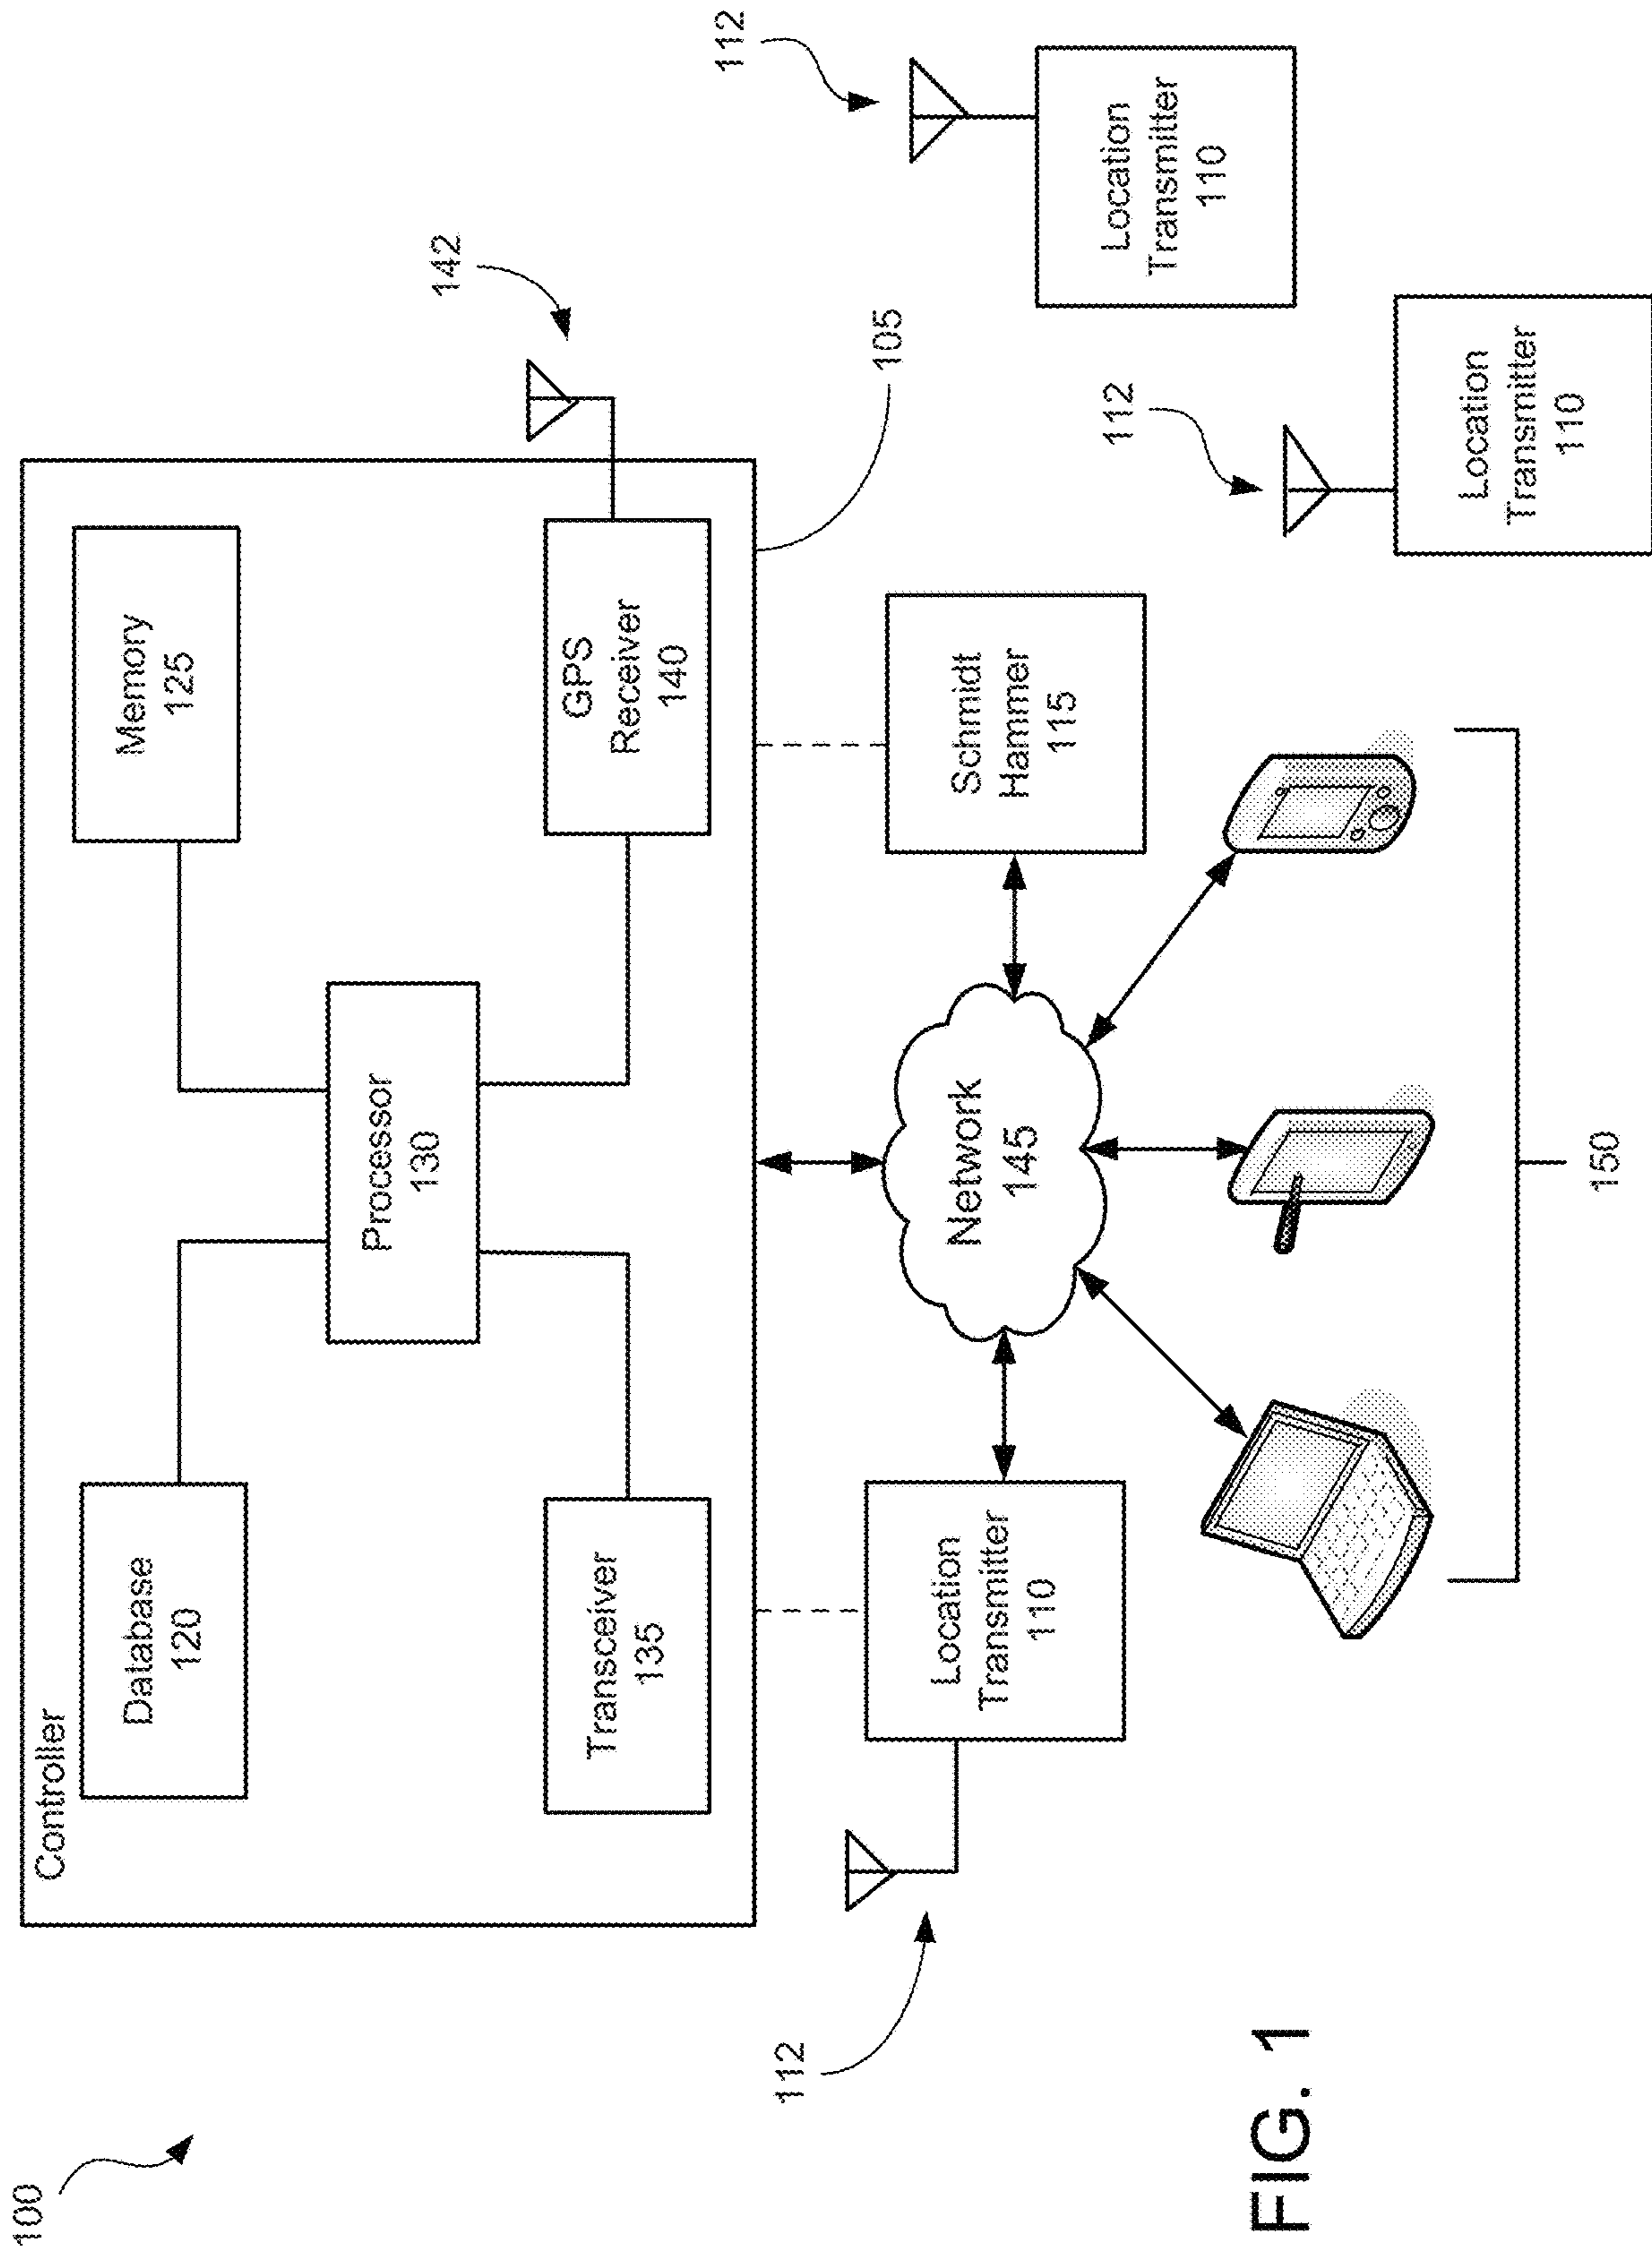 100
Controller
Database
120
Memory
125
Processor
130
142
Transceiver
135
GPS
Receiver
140
105
112
112
Location
Transmitter
110
Network
145
Schmidt
Hammer
115
Location
Transmitter
110
112
Location
Transmitter
110
150
FIG. 1